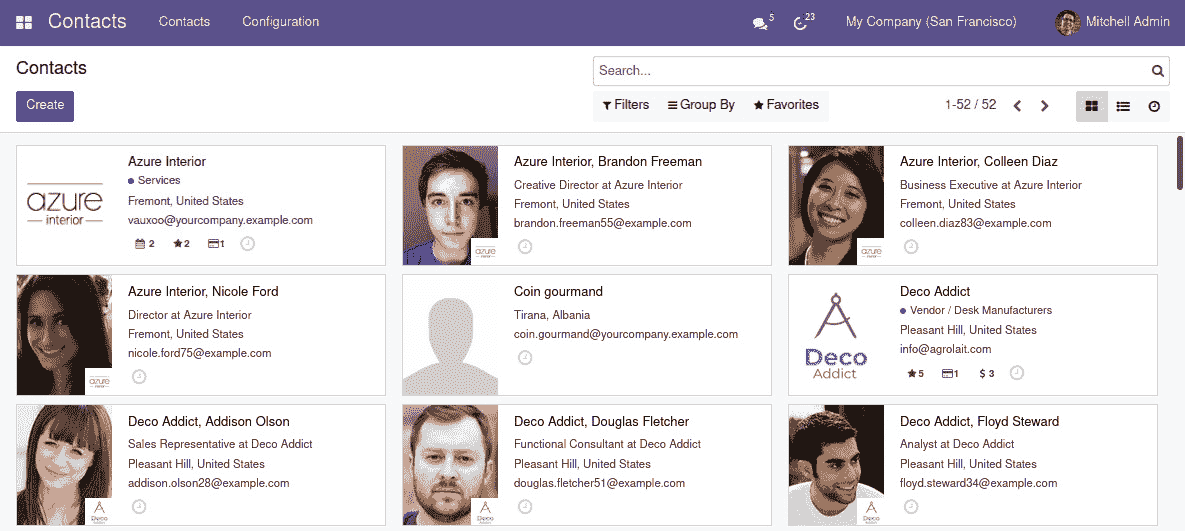 Contacts Contacts Configuration 5 23 My Company (San Francisco) Mitchell Admin
Contacts
Search...
Create
Filters Group By Favorites 1-52 / 52
Azure Interior
Services
Fremont, United States
vauxoo@yourcompany.example.com
2 2 1
azure
interior
Azure Interior, Brandon Freeman
Creative Director at Azure Interior
Fremont, United States
brandon.freeman55@example.com
azure
Azure Interior, Colleen Diaz
Business Executive at Azure Interior
Fremont, United States
colleen.diaz83@example.com
azure
Azure Interior, Nicole Ford
Director at Azure Interior
Fremont, United States
nicole.ford75@example.com
azure
Coin gourmand
Tirana, Albania
coin.gourmand@yourcompany.example.com
Deco Addict
Vendor / Desk Manufacturers
Pleasant Hill, United States
info@agrolait.com
5 1 $ 3
Deco
Addict
Deco Addict, Addison Olson
Sales Representative at Deco Addict
Pleasant Hill, United States
addison.olson28@example.com
Deco
Deco Addict, Douglas Fletcher
Functional Consultant at Deco Addict
Pleasant Hill, United States
douglas.fletcher51@example.com
Deco
Deco Addict, Floyd Steward
Analyst at Deco Addict
Pleasant Hill, United States
floyd.steward34@example.com
Deco